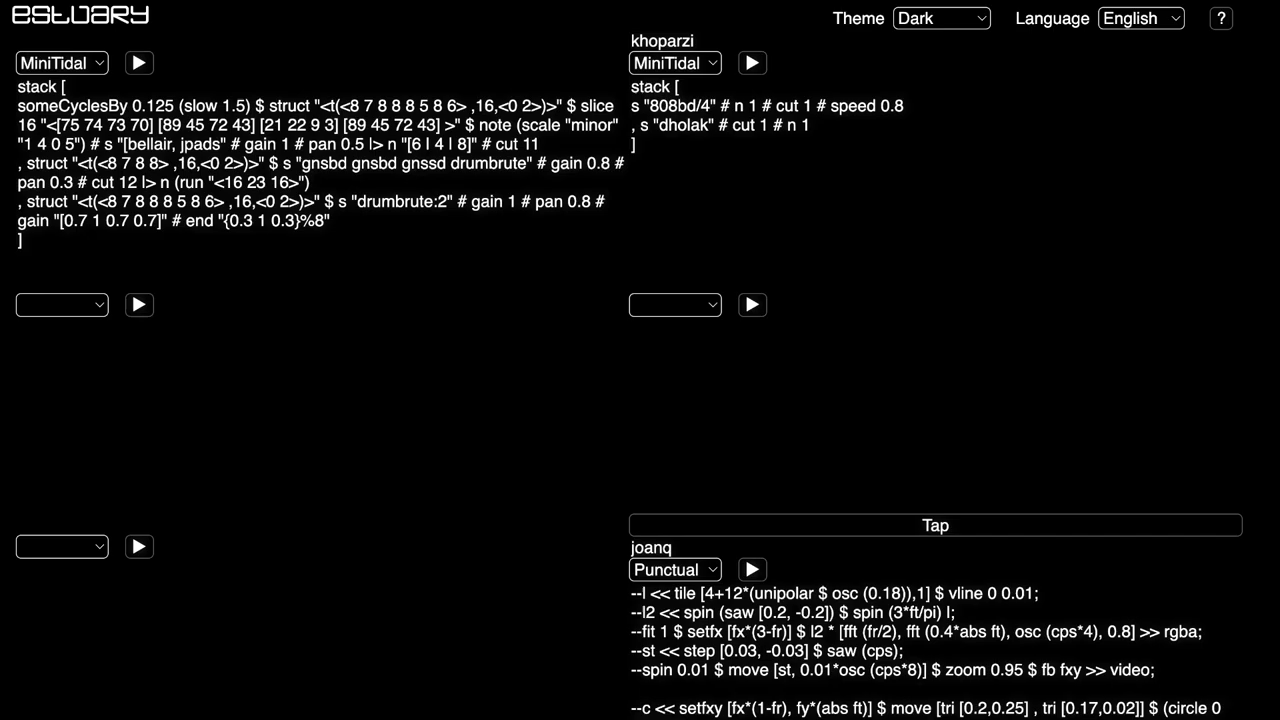 estuary
Theme Dark Language English ?
MiniTidal
stack [
someCyclesBy 0.125 (slow 1.5) $ struct "<t(<8 7 8 8 8 5 8 6> ,16,<0 2>)>" $ slice
16 "<[75 74 73 70] [89 45 72 43] [21 22 9 3] [89 45 72 43] >" $ note (scale "minor"
"1 4 0 5") # s "[bellair, jpads" # gain 1 # pan 0.5 |> n "[6 | 4 | 8]" # cut 11
, struct "<t(<8 7 8 8> ,16,<0 2>)>" $ s "gnsbd gnsbd gnssd drumbrute" # gain 0.8 #
pan 0.3 # cut 12 |> n (run "<16 23 16>")
, struct "<t(<8 7 8 8 8 5 8 6> ,16,<0 2>)>" $ s "drumbrute:2" # gain 1 # pan 0.8 #
gain "[0.7 1 0.7 0.7]" # end "{0.3 1 0.3}%8"
]
khoparzi
MiniTidal
stack [
s "808bd/4" # n 1 # cut 1 # speed 0.8
, s "dholak" # cut 1 # n 1
]
Tap
joanq
Punctual
--l << tile [4+12*(unipolar $ osc (0.18)),1] $ vline 0 0.01;
--l2 << spin (saw [0.2, -0.2]) $ spin (3*ft/pi) l;
--fit 1 $ setfx [fx*(3-fr)] $ l2 * [fft (fr/2), fft (0.4*abs ft), osc (cps*4), 0.8] >> rgba;
--st << step [0.03, -0.03] $ saw (cps);
--spin 0.01 $ move [st, 0.01*osc (cps*8)] $ zoom 0.95 $ fb fxy >> video;
--c << setfxy [fx*(1-fr), fy*(abs ft)] $ move [tri [0.2,0.25] , tri [0.17,0.02]] $ (circle 0